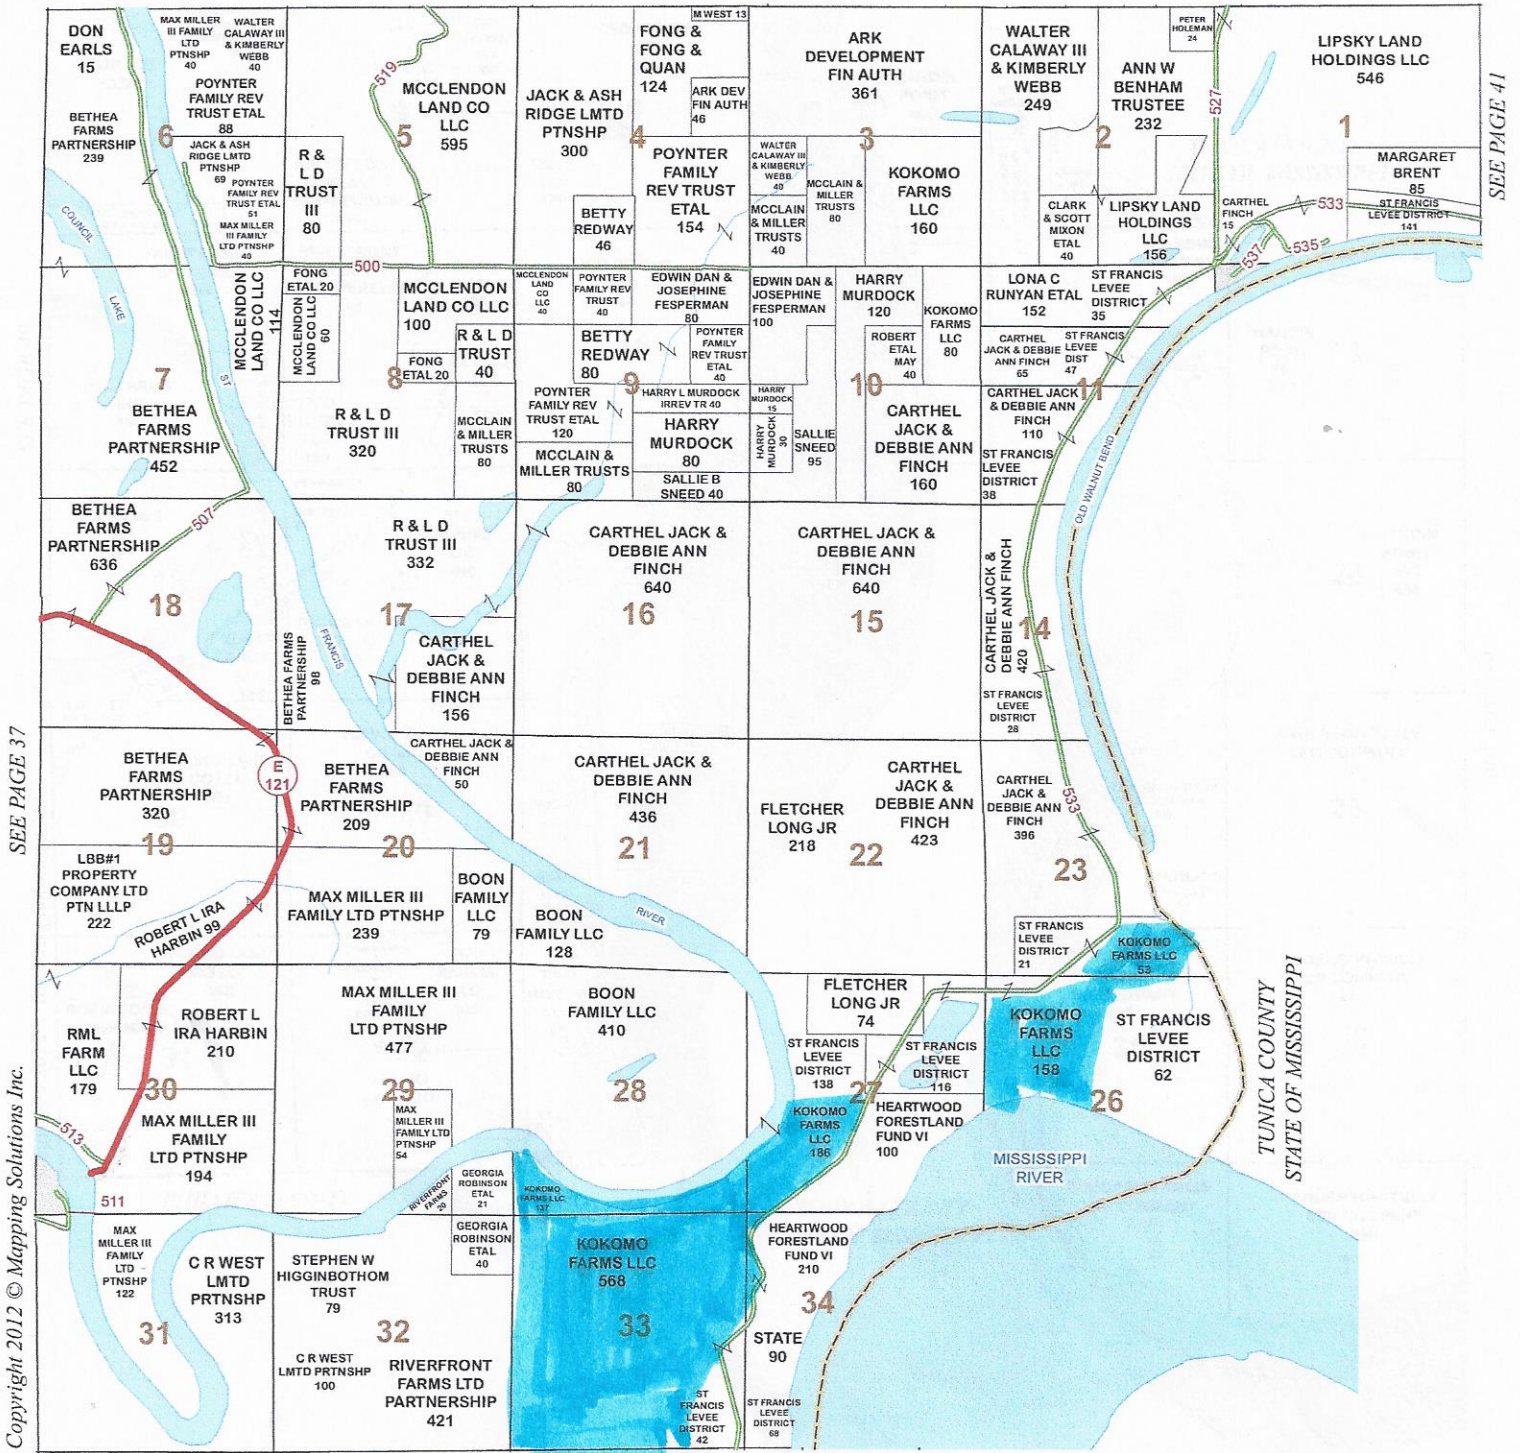 DON
EARLS
15
BETHEA
FARMS
PARTNERSHIP
239
MAX MILLER
III FAMILY
LTD
PTNSHP
40
WALTER
CALAWAY III
& KIMBERLY
WEBB
40
POYNTER
FAMILY REV
TRUST ETAL
88
6
JACK & ASH
RIDGE LMTD
PTNSHP
69
POYNTER
FAMILY REV
TRUST ETAL
51
MAX MILLER
III FAMILY
LTD PTNSHP
40
R &
L D
TRUST
III
80
519
MCCLENDON
LAND CO
LLC
595
5
JACK & ASH
RIDGE LMTD
PTNSHP
300
4
M WEST 13
FONG &
FONG &
QUAN
124
ARK DEV
FIN AUTH
46
POYNTER
FAMILY
REV TRUST
ETAL
154
BETTY
REDWAY
46
ARK
DEVELOPMENT
FIN AUTH
361
3
WALTER
CALAWAY III
& KIMBERLY
WEBB
40
MCCLAIN
& MILLER
TRUSTS
40
MCCLAIN &
MILLER
TRUSTS
80
KOKOMO
FARMS
LLC
160
WALTER
CALAWAY III
& KIMBERLY
WEBB
249
PETER
HOLEMAN
24
ANN W
BENHAM
TRUSTEE
232
2
CLARK
& SCOTT
MIXON
ETAL
40
LIPSKY LAND
HOLDINGS
LLC
156
527
LIPSKY LAND
HOLDINGS LLC
546
1
MARGARET
BRENT
85
ST FRANCIS
LEVEE DISTRICT
141
CARTHEL
FINCH
15
533
535
537
SEE PAGE 41
COUNCIL
LAKE
ST
7
BETHEA
FARMS
PARTNERSHIP
452
MCCLENDON
LAND CO LLC
114
500
FONG
ETAL 20
MCCLENDON
LAND CO LLC
60
MCCLENDON
LAND CO LLC
100
FONG
ETAL 20
R & L D
TRUST
40
8
R & L D
TRUST III
320
MCCLAIN
& MILLER
TRUSTS
80
MCCLENDON
LAND
CO
LLC
40
POYNTER
FAMILY REV
TRUST
40
EDWIN DAN &
JOSEPHINE
FESPERMAN
80
BETTY
REDWAY
80
POYNTER
FAMILY
REV TRUST
ETAL
40
9
POYNTER
FAMILY REV
TRUST ETAL
120
HARRY L MURDOCK
IRREV TR 40
HARRY
MURDOCK
80
MCCLAIN &
MILLER TRUSTS
80
SALLIE B
SNEED 40
EDWIN DAN &
JOSEPHINE
FESPERMAN
100
HARRY
MURDOCK
120
ROBERT
ETAL
MAY
40
KOKOMO
FARMS
LLC
80
10
HARRY
MURDOCK
15
HARRY
MURDOCK
30
SALLIE
SNEED
95
CARTHEL
JACK &
DEBBIE ANN
FINCH
160
LONA C
RUNYAN ETAL
152
ST FRANCIS
LEVEE
DISTRICT
35
CARTHEL
JACK & DEBBIE
ANN FINCH
65
ST FRANCIS
LEVEE
DIST
47
11
CARTHEL JACK
& DEBBIE ANN
FINCH
110
ST FRANCIS
LEVEE
DISTRICT
38
OLD WALNUT BEND
BETHEA
FARMS
PARTNERSHIP
636
507
18
R & L D
TRUST III
332
17
FRANCIS
BETHEA FARMS
PARTNERSHIP
98
CARTHEL
JACK &
DEBBIE ANN
FINCH
156
CARTHEL JACK &
DEBBIE ANN
FINCH
640
16
CARTHEL JACK &
DEBBIE ANN
FINCH
640
15
CARTHEL JACK &
DEBBIE ANN FINCH
420
14
ST FRANCIS
LEVEE
DISTRICT
28
SEE PAGE 37
BETHEA
FARMS
PARTNERSHIP
320
19
E
121
LBB#1
PROPERTY
COMPANY LTD
PTN LLLP
222
ROBERT L IRA
HARBIN 99
BETHEA
FARMS
PARTNERSHIP
209
20
CARTHEL JACK &
DEBBIE ANN
FINCH
50
MAX MILLER III
FAMILY LTD PTNSHP
239
BOON
FAMILY
LLC
79
CARTHEL JACK &
DEBBIE ANN
FINCH
436
21
BOON
FAMILY LLC
128
RIVER
FLETCHER
LONG JR
218
CARTHEL
JACK &
DEBBIE ANN
FINCH
423
22
CARTHEL
JACK &
DEBBIE ANN
FINCH
396
533
23
ST FRANCIS
LEVEE
DISTRICT
21
KOKOMO
FARMS LLC
53
RML
FARM
LLC
179
ROBERT L
IRA HARBIN
210
30
MAX MILLER III
FAMILY
LTD PTNSHP
194
513
511
MAX MILLER III
FAMILY
LTD PTNSHP
477
29
MAX
MILLER III
FAMILY LTD
PTNSHP
54
RIVERFRONT
FARMS
20
GEORGIA
ROBINSON
ETAL
21
BOON
FAMILY LLC
410
28
KOKOMO
FARMS LLC
137
FLETCHER
LONG JR
74
ST FRANCIS
LEVEE
DISTRICT
138
ST FRANCIS
LEVEE
DISTRICT
116
27
KOKOMO
FARMS
LLC
186
HEARTWOOD
FORESTLAND
FUND VI
100
KOKOMO
FARMS
LLC
158
ST FRANCIS
LEVEE
DISTRICT
62
26
MISSISSIPPI
RIVER
TUNICA COUNTY
STATE OF MISSISSIPPI
MAX
MILLER III
FAMILY
LTD
PTNSHP
122
31
C R WEST
LMTD
PRTNSHP
313
STEPHEN W
HIGGINBOTHOM
TRUST
79
GEORGIA
ROBINSON
ETAL
40
32
C R WEST
LMTD PRTNSHP
100
RIVERFRONT
FARMS LTD
PARTNERSHIP
421
KOKOMO
FARMS LLC
568
33
ST
FRANCIS
LEVEE
DISTRICT
42
HEARTWOOD
FORESTLAND
FUND VI
210
34
STATE
90
ST FRANCIS
LEVEE
DISTRICT
68
Copyright 2012 © Mapping Solutions Inc.